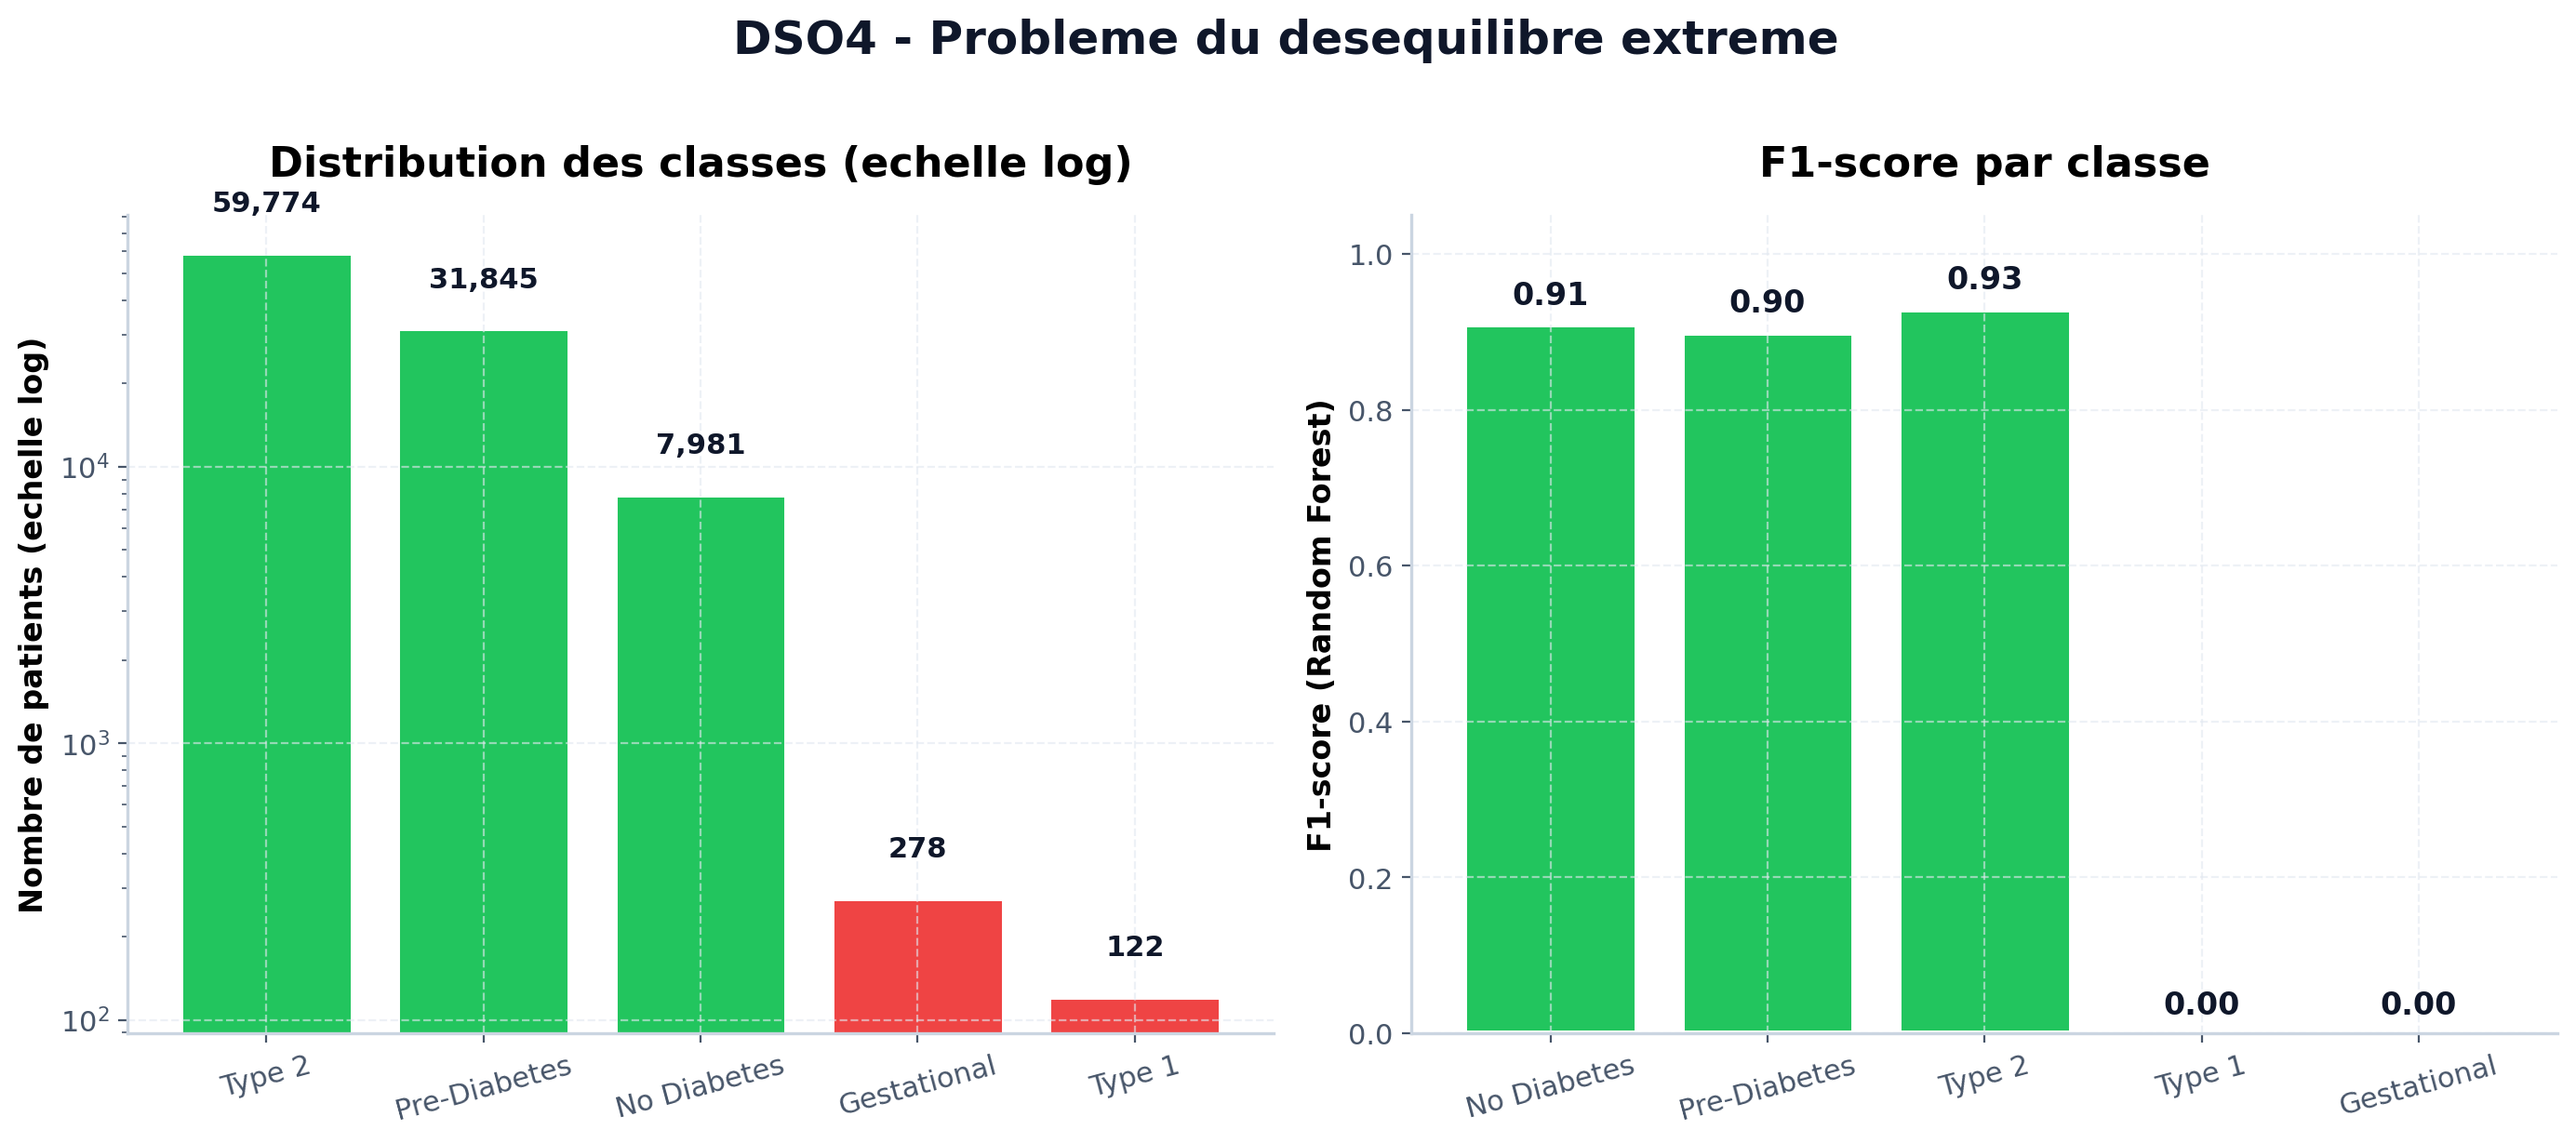 DSO4 - Probleme du desequilibre extreme
Distribution des classes (echelle log)
Nombre de patients (echelle log)
10⁴
10³
10²
59,774
31,845
7,981
278
122
Type 2
Pre-Diabetes
No Diabetes
Gestational
Type 1
F1-score par classe
F1-score (Random Forest)
1.0
0.8
0.6
0.4
0.2
0.0
0.91
0.90
0.93
0.00
0.00
No Diabetes
Pre-Diabetes
Type 2
Type 1
Gestational